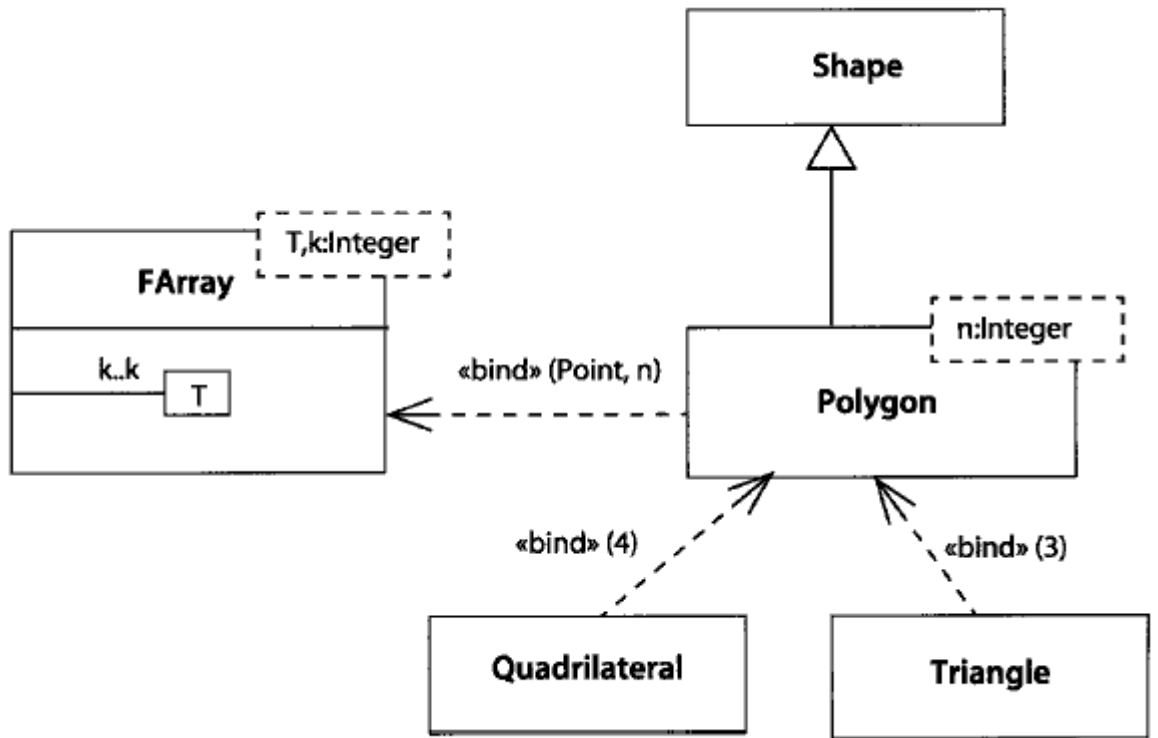 Shape
T,k:Integer
FArray
k..k
T
«bind» (Point, n)
n:Integer
Polygon
«bind» (4)
«bind» (3)
Quadrilateral
Triangle